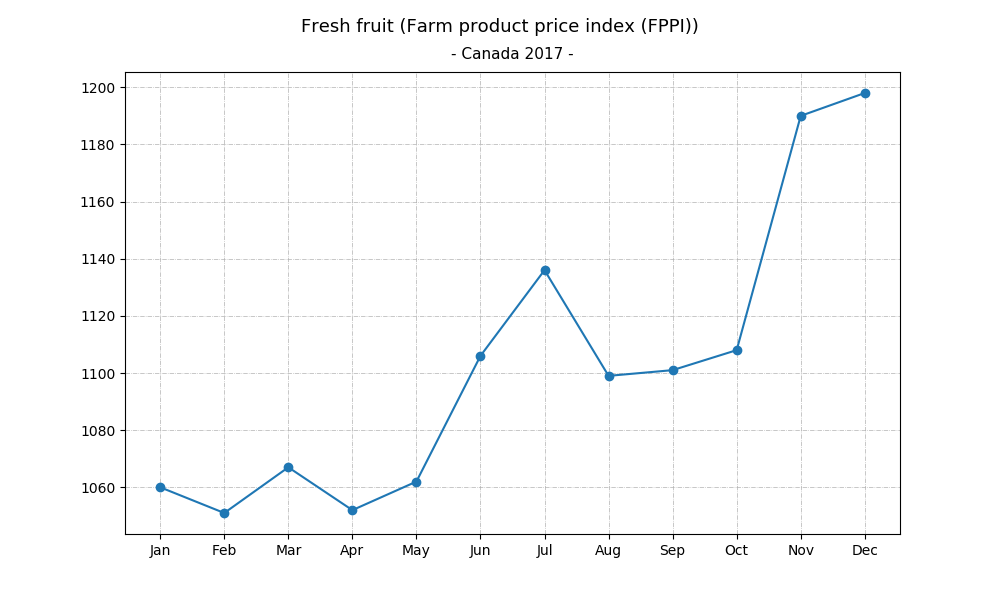 Fresh fruit (Farm product price index (FPPI))
- Canada 2017 -
1200
1180
1160
1140
1120
1100
1080
1060
Jan Feb Mar Apr May Jun Jul Aug Sep Oct Nov Dec